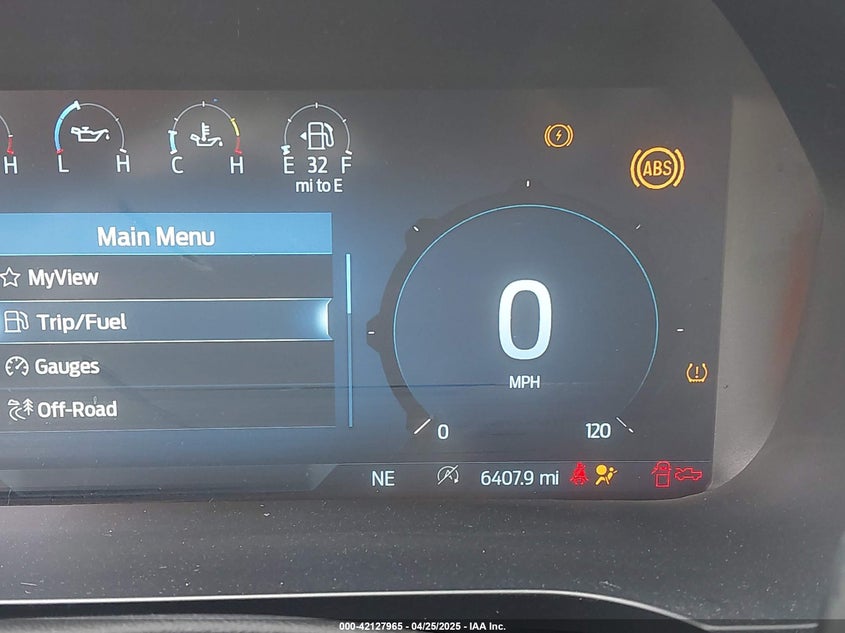 H
L H
C H
E 32 F
mi to E
ABS
Main Menu
MyView
Trip/Fuel
Gauges
Off-Road
0
MPH
0 120
NE
6407.9 mi
000-42127965 - 04/25/2025 - IAA Inc.